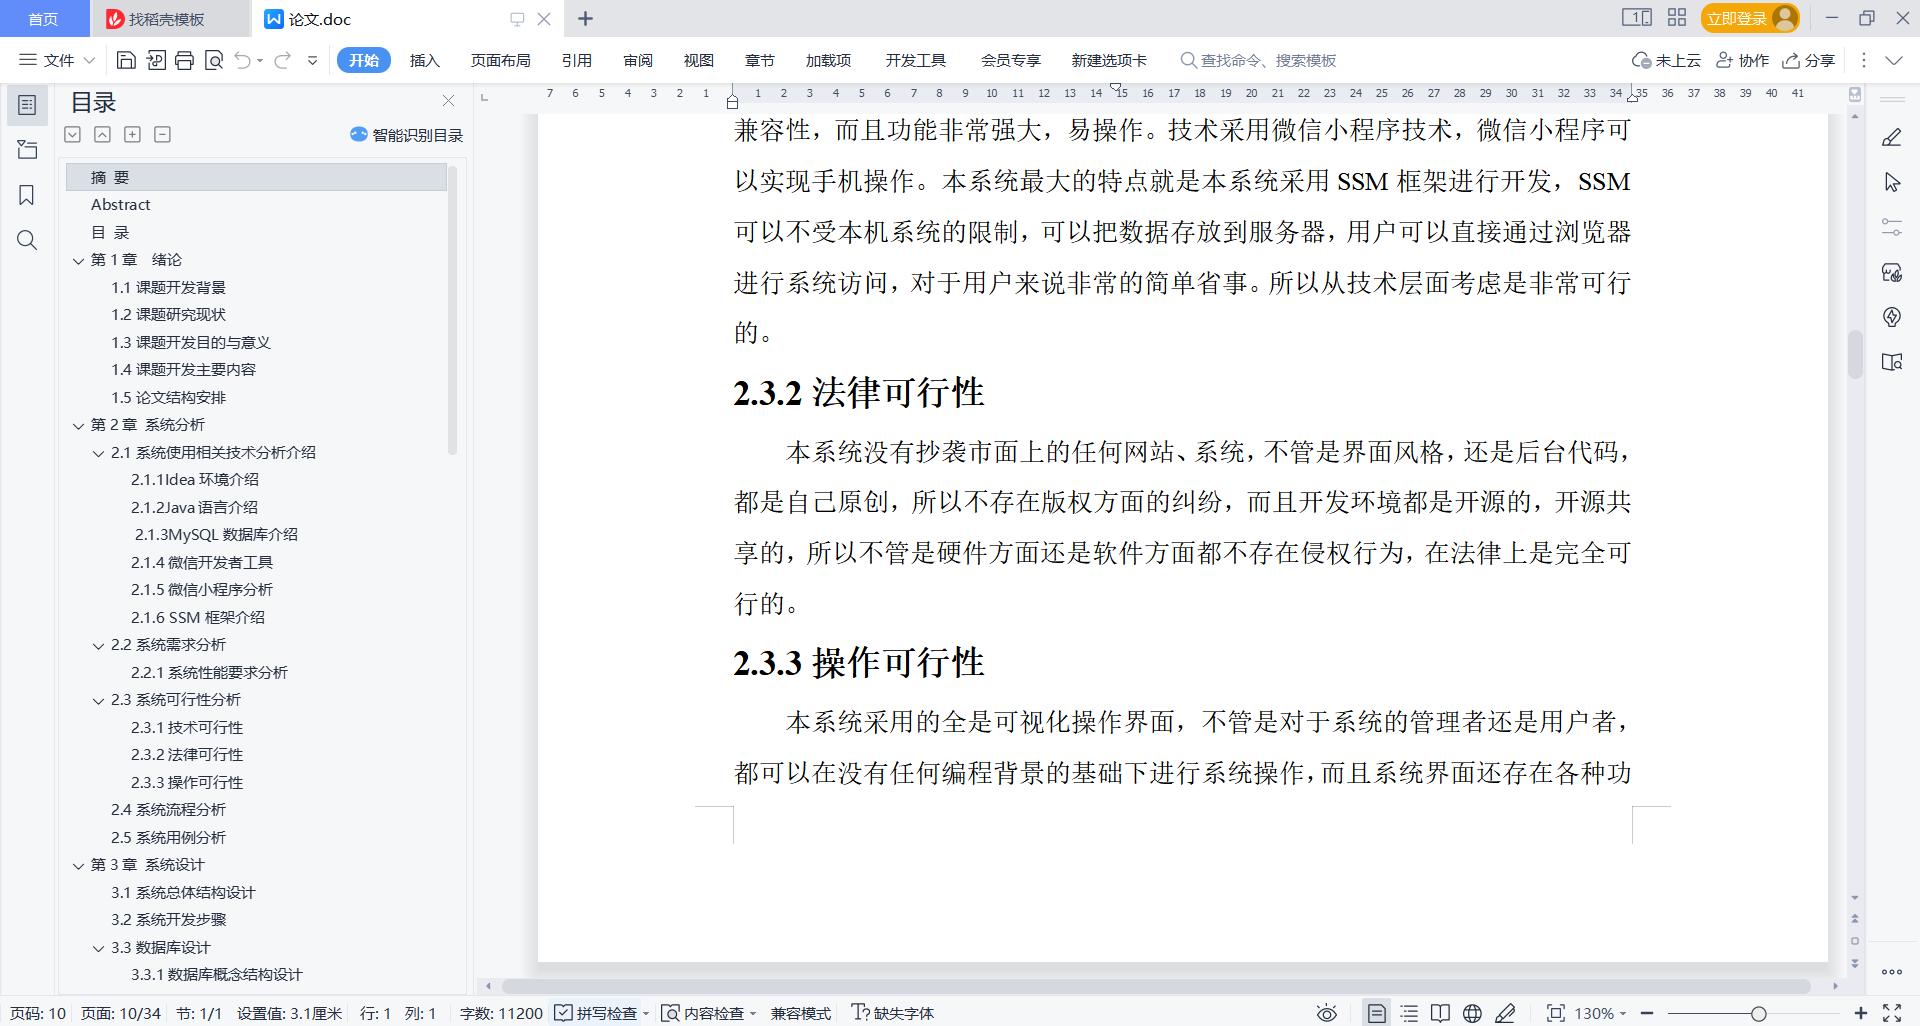 首页
找稻壳模板
论文.doc
立即登录
文件
开始
插入
页面布局
引用
审阅
视图
章节
加载项
开发工具
会员专享
新建选项卡
查找命令、搜索模板
未上云
协作
分享
目录
智能识别目录
摘 要
Abstract
目 录
第1章 绪论
1.1 课题开发背景
1.2 课题研究现状
1.3 课题开发目的与意义
1.4 课题开发主要内容
1.5 论文结构安排
第2章 系统分析
2.1 系统使用相关技术分析介绍
2.1.1Idea 环境介绍
2.1.2Java语言介绍
2.1.3MySQL 数据库介绍
2.1.4 微信开发者工具
2.1.5 微信小程序分析
2.1.6 SSM 框架介绍
2.2 系统需求分析
2.2.1 系统性能要求分析
2.3 系统可行性分析
2.3.1 技术可行性
2.3.2 法律可行性
2.3.3 操作可行性
2.4 系统流程分析
2.5 系统用例分析
第3章 系统设计
3.1 系统总体结构设计
3.2 系统开发步骤
3.3 数据库设计
3.3.1 数据库概念结构设计
7 6 5 4 3 2 1 1 2 3 4 5 6 7 8 9 10 11 12 13 14 15 16 17 18 19 20 21 22 23 24 25 26 27 28 29 30 31 32 33 34 35 36 37 38 39 40 41
兼容性，而且功能非常强大，易操作。技术采用微信小程序技术，微信小程序可
以实现手机操作。本系统最大的特点就是本系统采用 SSM 框架进行开发，SSM
可以不受本机系统的限制，可以把数据存放到服务器，用户可以直接通过浏览器
进行系统访问，对于用户来说非常的简单省事。所以从技术层面考虑是非常可行
的。
2.3.2 法律可行性
本系统没有抄袭市面上的任何网站、系统，不管是界面风格，还是后台代码，
都是自己原创，所以不存在版权方面的纠纷，而且开发环境都是开源的，开源共
享的，所以不管是硬件方面还是软件方面都不存在侵权行为，在法律上是完全可
行的。
2.3.3 操作可行性
本系统采用的全是可视化操作界面，不管是对于系统的管理者还是用户者，
都可以在没有任何编程背景的基础下进行系统操作，而且系统界面还存在各种功
页码: 10
页面: 10/34
节: 1/1
设置值: 3.1厘米
行: 1
列: 1
字数: 11200
拼写检查
内容检查
兼容模式
缺失字体
130%